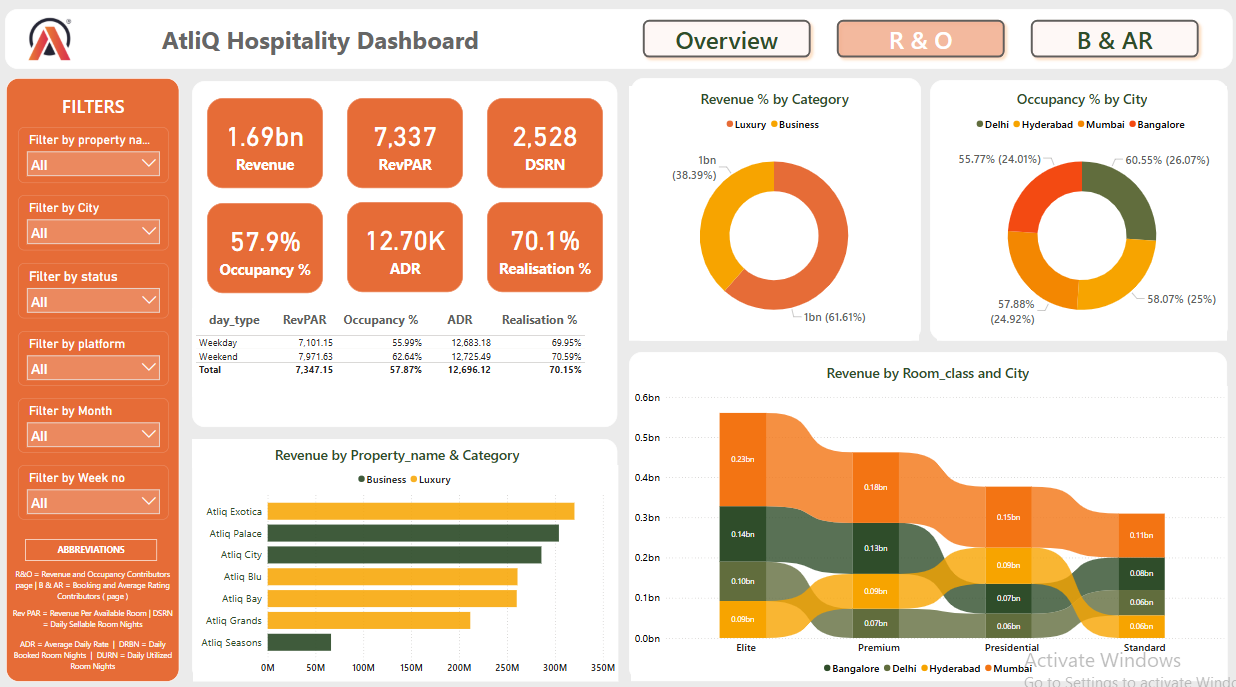 AtliQ Hospitality Dashboard
Overview
R & O
B & AR
FILTERS
Filter by property na...
All
Filter by City
All
Filter by status
All
Filter by platform
All
Filter by Month
All
Filter by Week no
All
ABBREVIATIONS
R&O = Revenue and Occupancy Contributors
page | B & AR = Booking and Average Rating
Contributors ( page )
Rev PAR = Revenue Per Available Room | DSRN
= Daily Sellable Room Nights
ADR = Average Daily Rate | DRBN = Daily
Booked Room Nights | DURN = Daily Utilized
Room Nights
1.69bn
Revenue
7,337
RevPAR
2,528
DSRN
57.9%
Occupancy %
12.70K
ADR
70.1%
Realisation %
day_type RevPAR Occupancy % ADR Realisation %
Weekday 7,101.15 55.99% 12,683.18 69.95%
Weekend 7,971.63 62.64% 12,725.49 70.59%
Total 7,347.15 57.87% 12,696.12 70.15%
Revenue by Property_name & Category
Business Luxury
Atliq Exotica
Atliq Palace
Atliq City
Atliq Blu
Atliq Bay
Atliq Grands
Atliq Seasons
0M 50M 100M 150M 200M 250M 300M 350M
Revenue % by Category
Luxury Business
1bn
(38.39%)
1bn (61.61%)
Occupancy % by City
Delhi Hyderabad Mumbai Bangalore
55.77% (24.01%)
60.55% (26.07%)
57.88%
(24.92%)
58.07% (25%)
Revenue by Room_class and City
0.6bn
0.5bn
0.4bn
0.3bn
0.2bn
0.1bn
0.0bn
0.23bn
0.14bn
0.10bn
0.09bn
0.18bn
0.13bn
0.09bn
0.07bn
0.15bn
0.09bn
0.07bn
0.06bn
0.11bn
0.08bn
0.06bn
0.06bn
Elite Premium Presidential Standard
Bangalore Delhi Hyderabad Mumbai
Activate Windows
Go to Settings to activate Windo